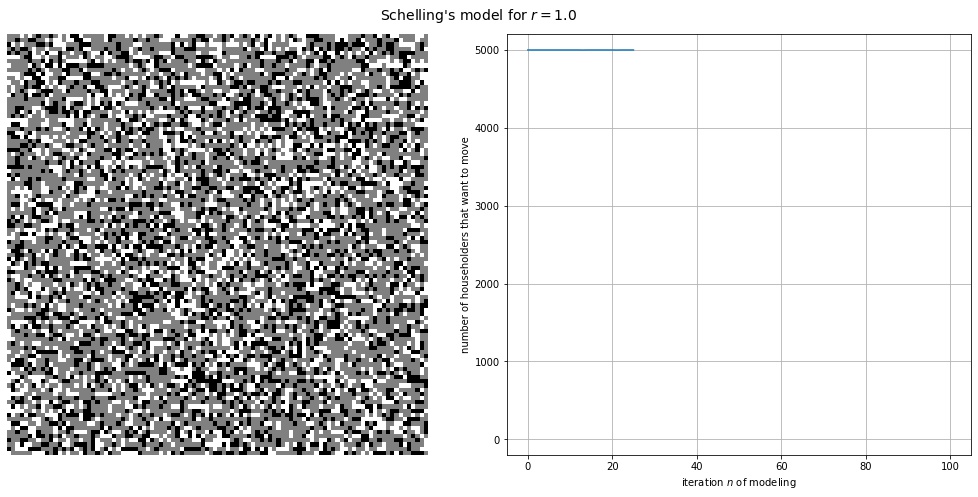 Schelling's model for r = 1.0
number of householders that want to move
5000
4000
3000
2000
1000
0
0 20 40 60 80 100
iteration n of modeling